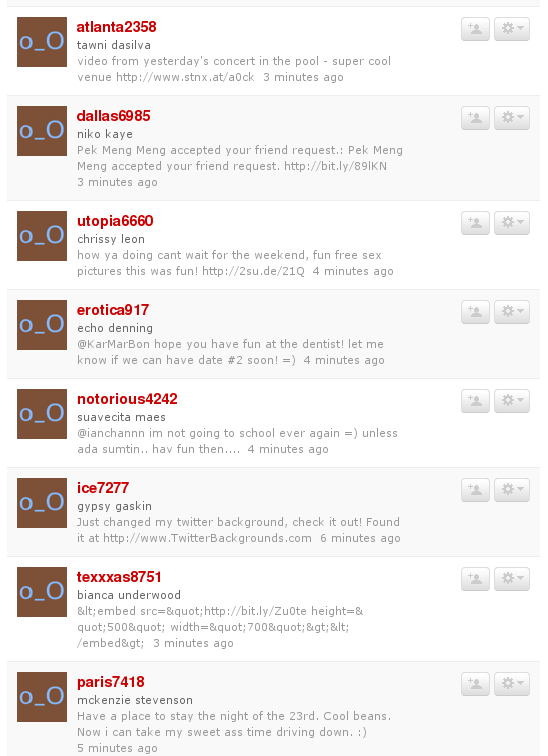 o_O
atlanta2358
tawni dasilva
video from yesterday's concert in the pool - super cool
venue http://www.stnx.at/a0ck 3 minutes ago
o_O
dallas6985
niko kaye
Pek Meng Meng accepted your friend request.: Pek Meng
Meng accepted your friend request. http://bit.ly/89lKN
3 minutes ago
o_O
utopia6660
chrissy leon
how ya doing cant wait for the weekend, fun free sex
pictures this was fun! http://2su.de/21Q 4 minutes ago
o_O
erotica917
echo denning
@KarMarBon hope you have fun at the dentist! let me
know if we can have date #2 soon! =) 4 minutes ago
o_O
notorious4242
suavecita maes
@ianchannn im not going to school ever again =) unless
ada sumtin.. hav fun then.... 4 minutes ago
o_O
ice7277
gypsy gaskin
Just changed my twitter background, check it out! Found
it at http://www.TwitterBackgrounds.com 6 minutes ago
o_O
texxxas8751
bianca underwood
&lt;embed src=&quot;http://bit.ly/Zu0te height=&
quot;500&quot; width=&quot;700&quot;&gt;&lt;
/embed&gt; 3 minutes ago
o_O
paris7418
mckenzie stevenson
Have a place to stay the night of the 23rd. Cool beans.
Now i can take my sweet ass time driving down. :)
5 minutes ago